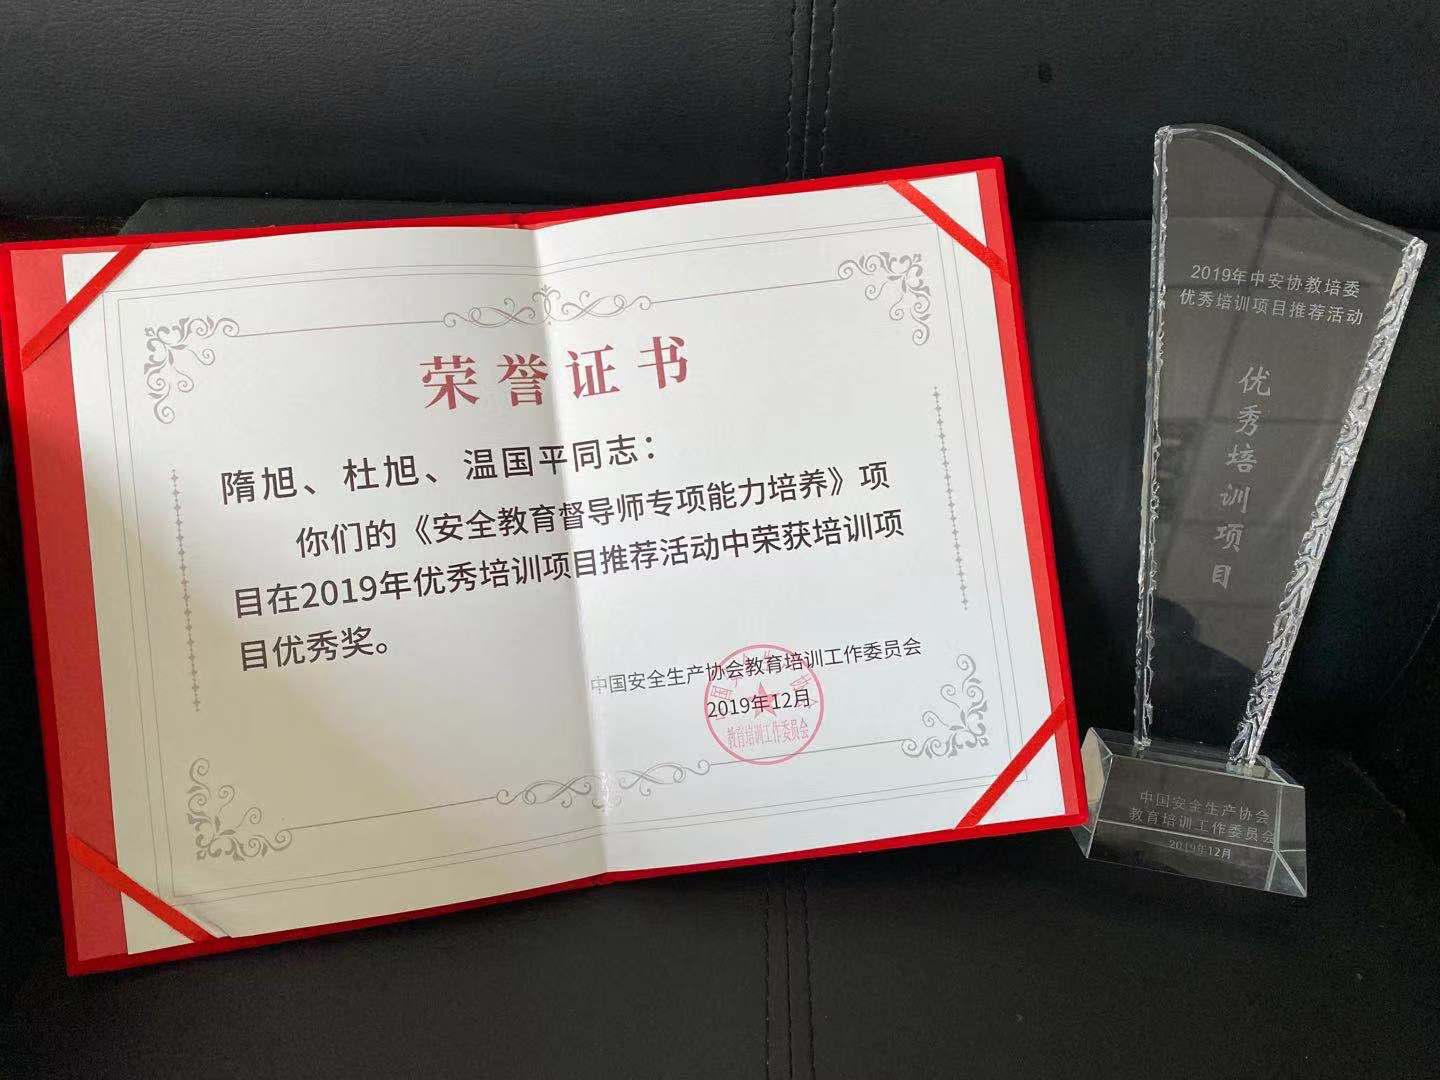 荣誉证书
隋旭、杜旭、温国平同志：
你们的《安全教育督导师专项能力培养》项
目在2019年优秀培训项目推荐活动中荣获培训项
目优秀奖。
中国安全生产协会教育培训工作委员会
2019年12月
教育培训工作委员会
2019年中安协教培委
优秀培训项目推荐活动
优秀培训项目
中国安全生产协会
教育培训工作委员会
2019年12月